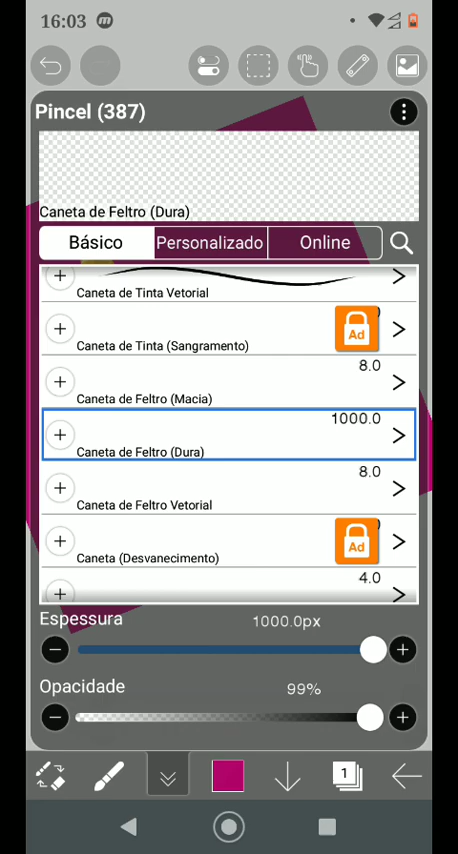 16:03
Pincel (387)
Caneta de Feltro (Dura)
Básico
Personalizado
Online
Caneta de Tinta Vetorial
Ad
Caneta de Tinta (Sangramento)
8.0
Caneta de Feltro (Macia)
1000.0
Caneta de Feltro (Dura)
8.0
Caneta de Feltro Vetorial
Ad
Caneta (Desvanecimento)
4.0
Espessura 1000.0px
Opacidade 99%
1